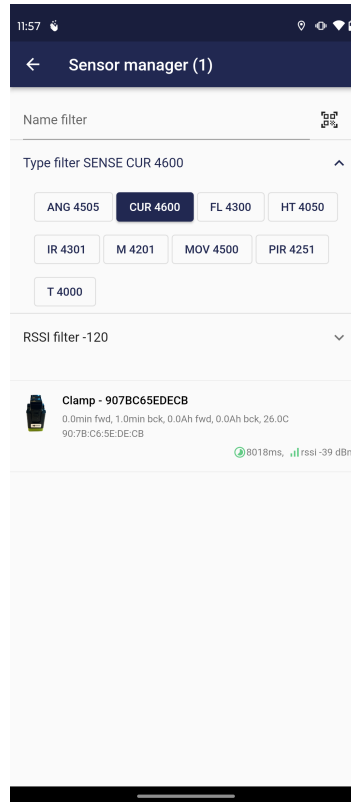 11:57
Sensor manager (1)
Name filter
Type filter SENSE CUR 4600
ANG 4505 CUR 4600 FL 4300 HT 4050
IR 4301 M 4201 MOV 4500 PIR 4251
T 4000
RSSI filter -120
Clamp - 907BC65EDECB
0.0min fwd, 1.0min bck, 0.0Ah fwd, 0.0Ah bck, 26.0C
90:7B:C6:5E:DE:CB
8018ms, rssi -39 dBm